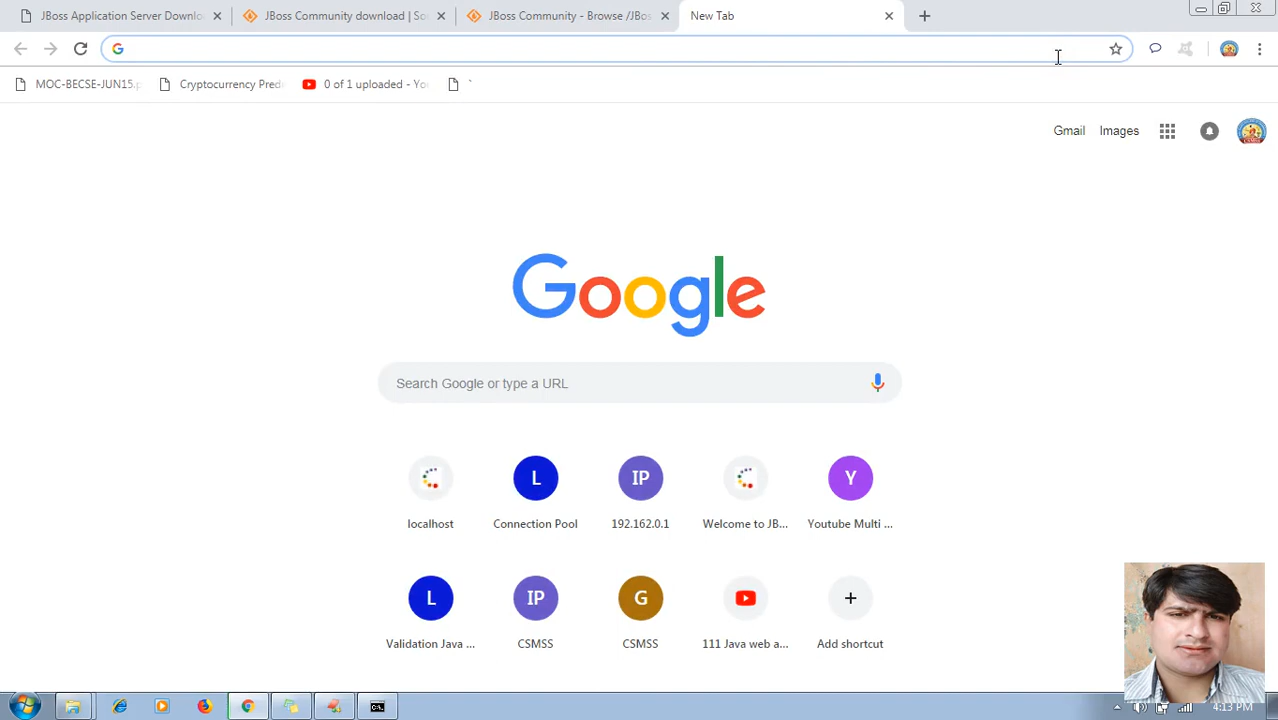 JBoss Application Server Downlo
JBoss Community download | So
JBoss Community - Browse /JBos
New Tab
MOC-BECSE-JUN15.p
Cryptocurrency Pred
0 of 1 uploaded - You
Gmail
Images
Google
Search Google or type a URL
localhost
Connection Pool
192.162.0.1
Welcome to JB...
Youtube Multi ...
L
IP
Y
L
IP
G
Validation Java ...
CSMSS
CSMSS
111 Java web a...
Add shortcut
4:13 PM